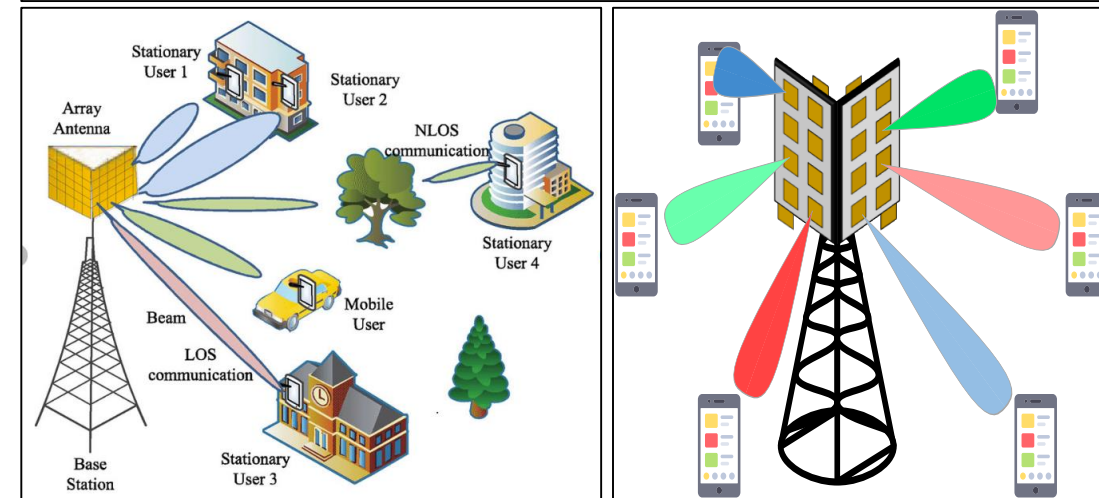 Stationary
User 1
Stationary
User 2
Array
Antenna
NLOS
communication
Stationary
User 4
Mobile
User
Beam
LOS
communication
Stationary
User 3
Base
Station